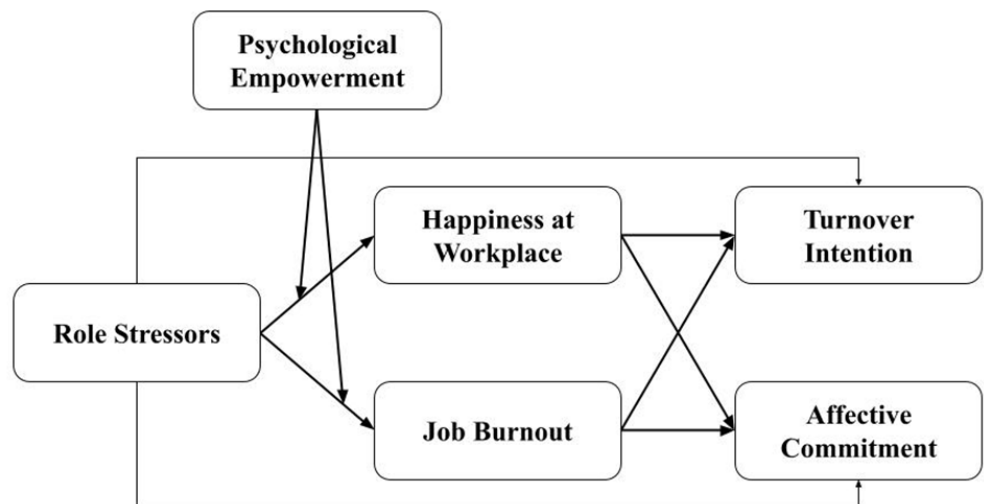 Psychological
Empowerment
Happiness at
Workplace
Turnover
Intention
Role Stressors
Job Burnout
Affective
Commitment